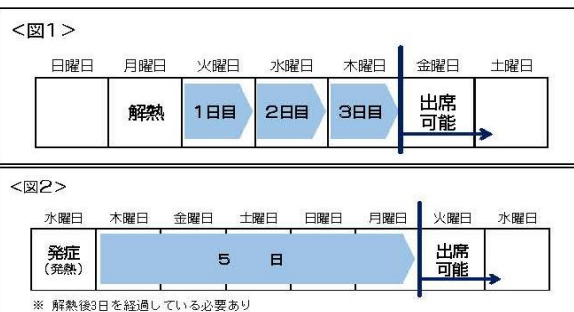 <図1>
日曜日 月曜日 火曜日 水曜日 木曜日 金曜日 土曜日
解熱 1日目 2日目 3日目 出席
可能
<図2>
水曜日 木曜日 金曜日 土曜日 日曜日 月曜日 火曜日 水曜日
発症 5 日 出席
(発熱) 可能
※ 解熱後3日を経過している必要あり